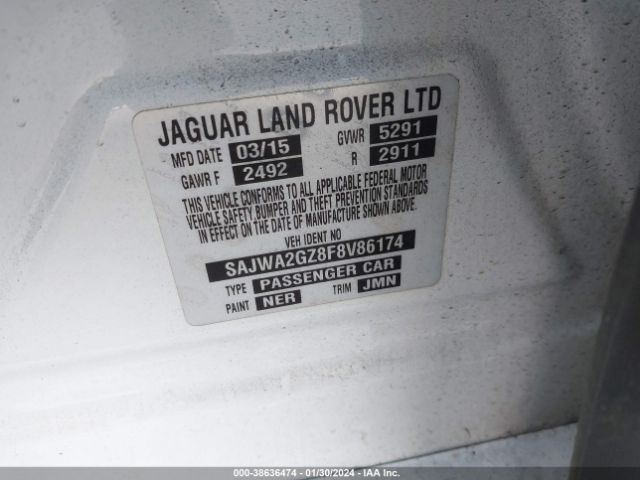 JAGUAR LAND ROVER LTD
MFD DATE 03/15 GVWR 5291
GAWR F 2492 R 2911
THIS VEHICLE CONFORMS TO ALL APPLICABLE FEDERAL MOTOR
VEHICLE SAFETY, BUMPER AND THEFT PREVENTION STANDARDS
IN EFFECT ON THE DATE OF MANUFACTURE SHOWN ABOVE.
VEH IDENT NO
SAJWA2GZ8F8V86174
TYPE PASSENGER CAR
PAINT NER TRIM JMN
000-38636474 - 01/30/2024 - IAA Inc.